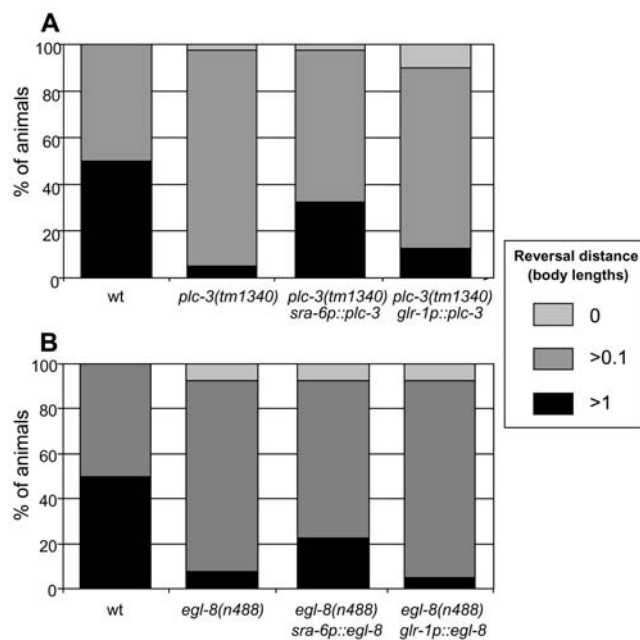 A
100
80
60
40
20
0
% of animals
wt
plc-3(tm1340)
plc-3(tm1340)
sra-6p::plc-3
plc-3(tm1340)
glr-1p::plc-3
Reversal distance
(body lengths)
0
>0.1
>1
B
100
80
60
40
20
0
% of animals
wt
egl-8(n488)
egl-8(n488)
sra-6p::egl-8
egl-8(n488)
glr-1p::egl-8